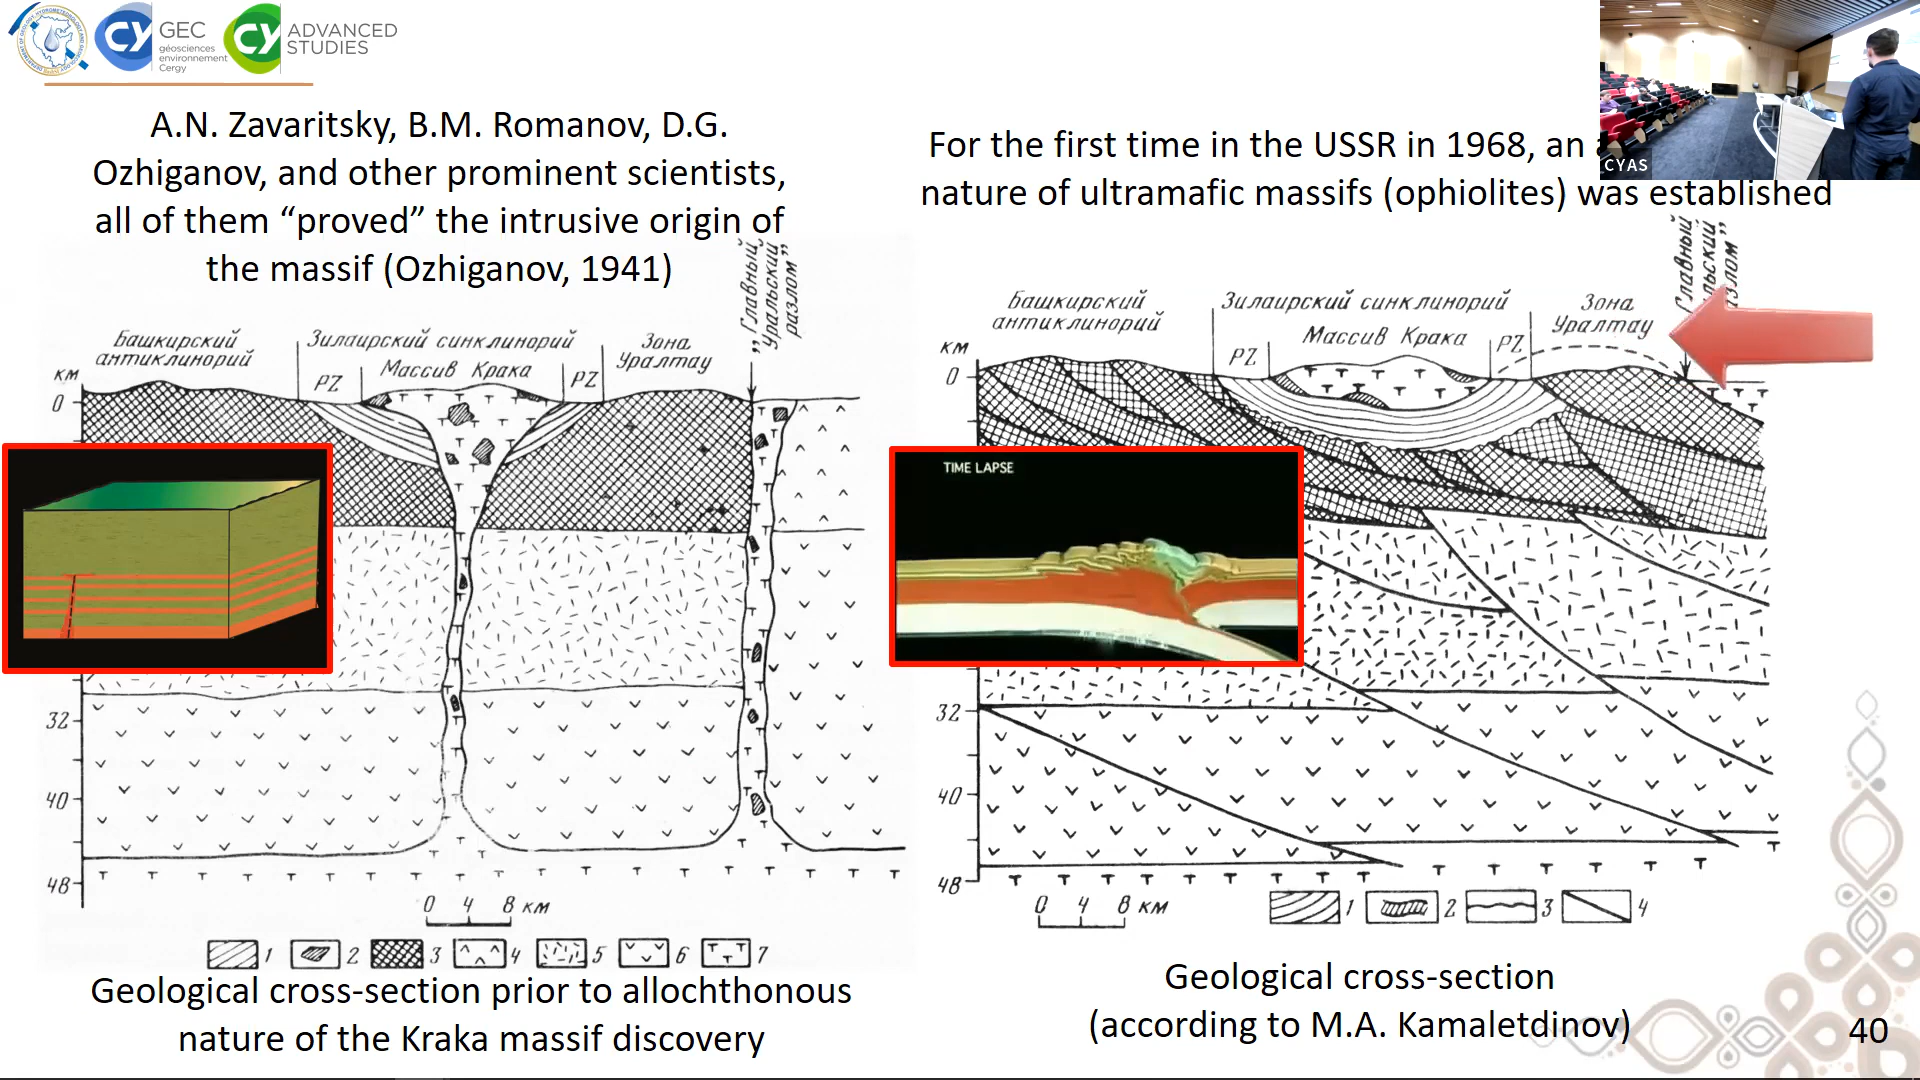 GEC
géosciences
environnement
Cergy
CY
CY
ADVANCED
STUDIES
A.N. Zavaritsky, B.M. Romanov, D.G.
Ozhiganov, and other prominent scientists,
all of them “proved” the intrusive origin of
the massif (Ozhiganov, 1941)
For the first time in the USSR in 1968, an
nature of ultramafic massifs (ophiolites) was established
CYAS
„Главный
Уральский
разлом”
Башкирский
антиклинорий
Зилаирский синклинорий
Зона
Уралтау
PZ
Массив Крака
PZ
км
0
32
40
48
0 4 8 км
1 2 3 4 5 6 7
Geological cross-section prior to allochthonous
nature of the Kraka massif discovery
Башкирский
антиклинорий
Зилаирский синклинорий
Зона
Уралтау
PZ
Массив Крака
PZ
км
0
TIME LAPSE
32
40
48
0 4 8 км
1 2 3 4
Geological cross-section
(according to M.A. Kamaletdinov)
40